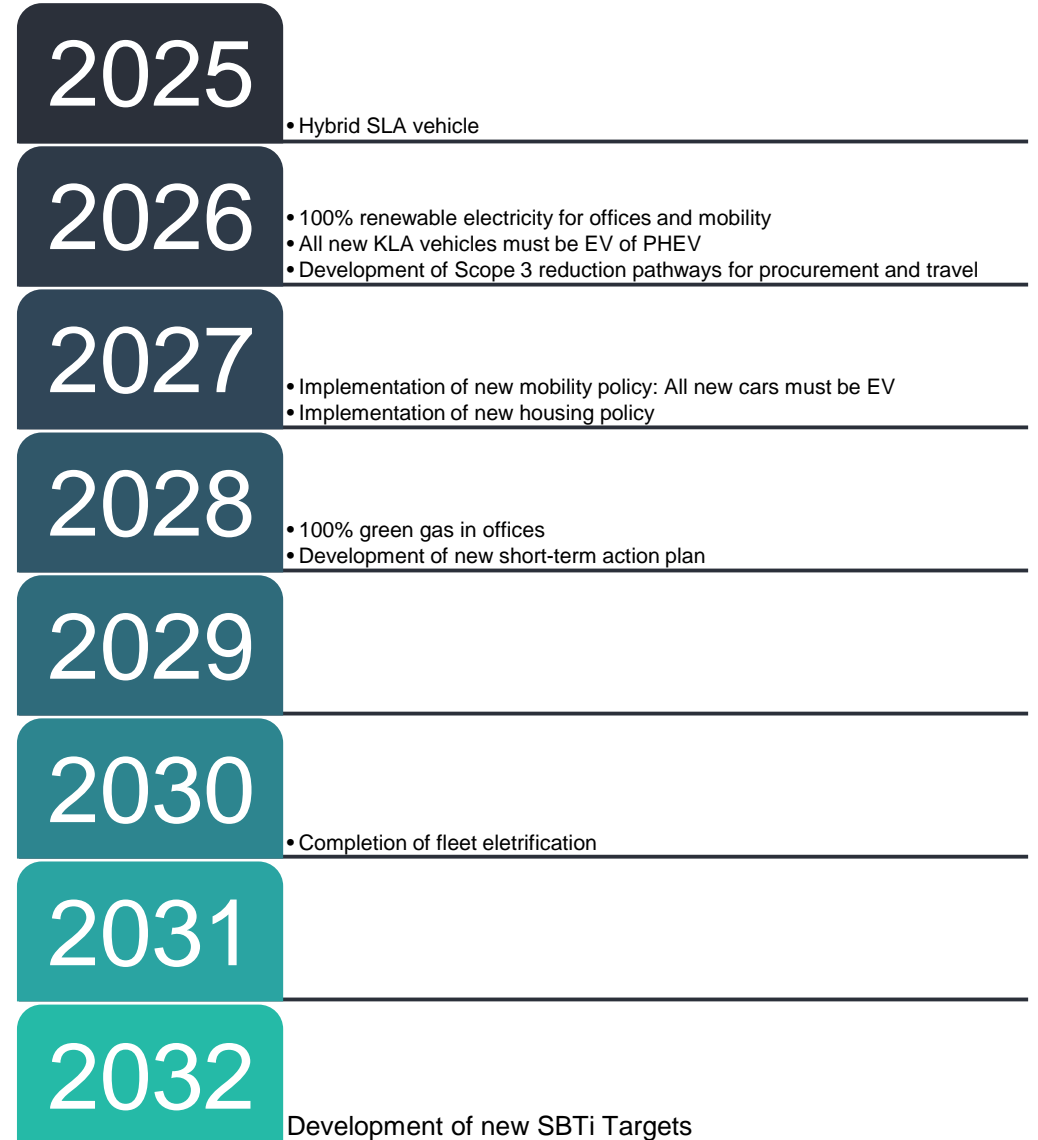 2025
• Hybrid SLA vehicle
2026
• 100% renewable electricity for offices and mobility
• All new KLA vehicles must be EV of PHEV
• Development of Scope 3 reduction pathways for procurement and travel
2027
• Implementation of new mobility policy: All new cars must be EV
• Implementation of new housing policy
2028
• 100% green gas in offices
• Development of new short-term action plan
2029
2030
• Completion of fleet eletrification
2031
2032
Development of new SBTi Targets